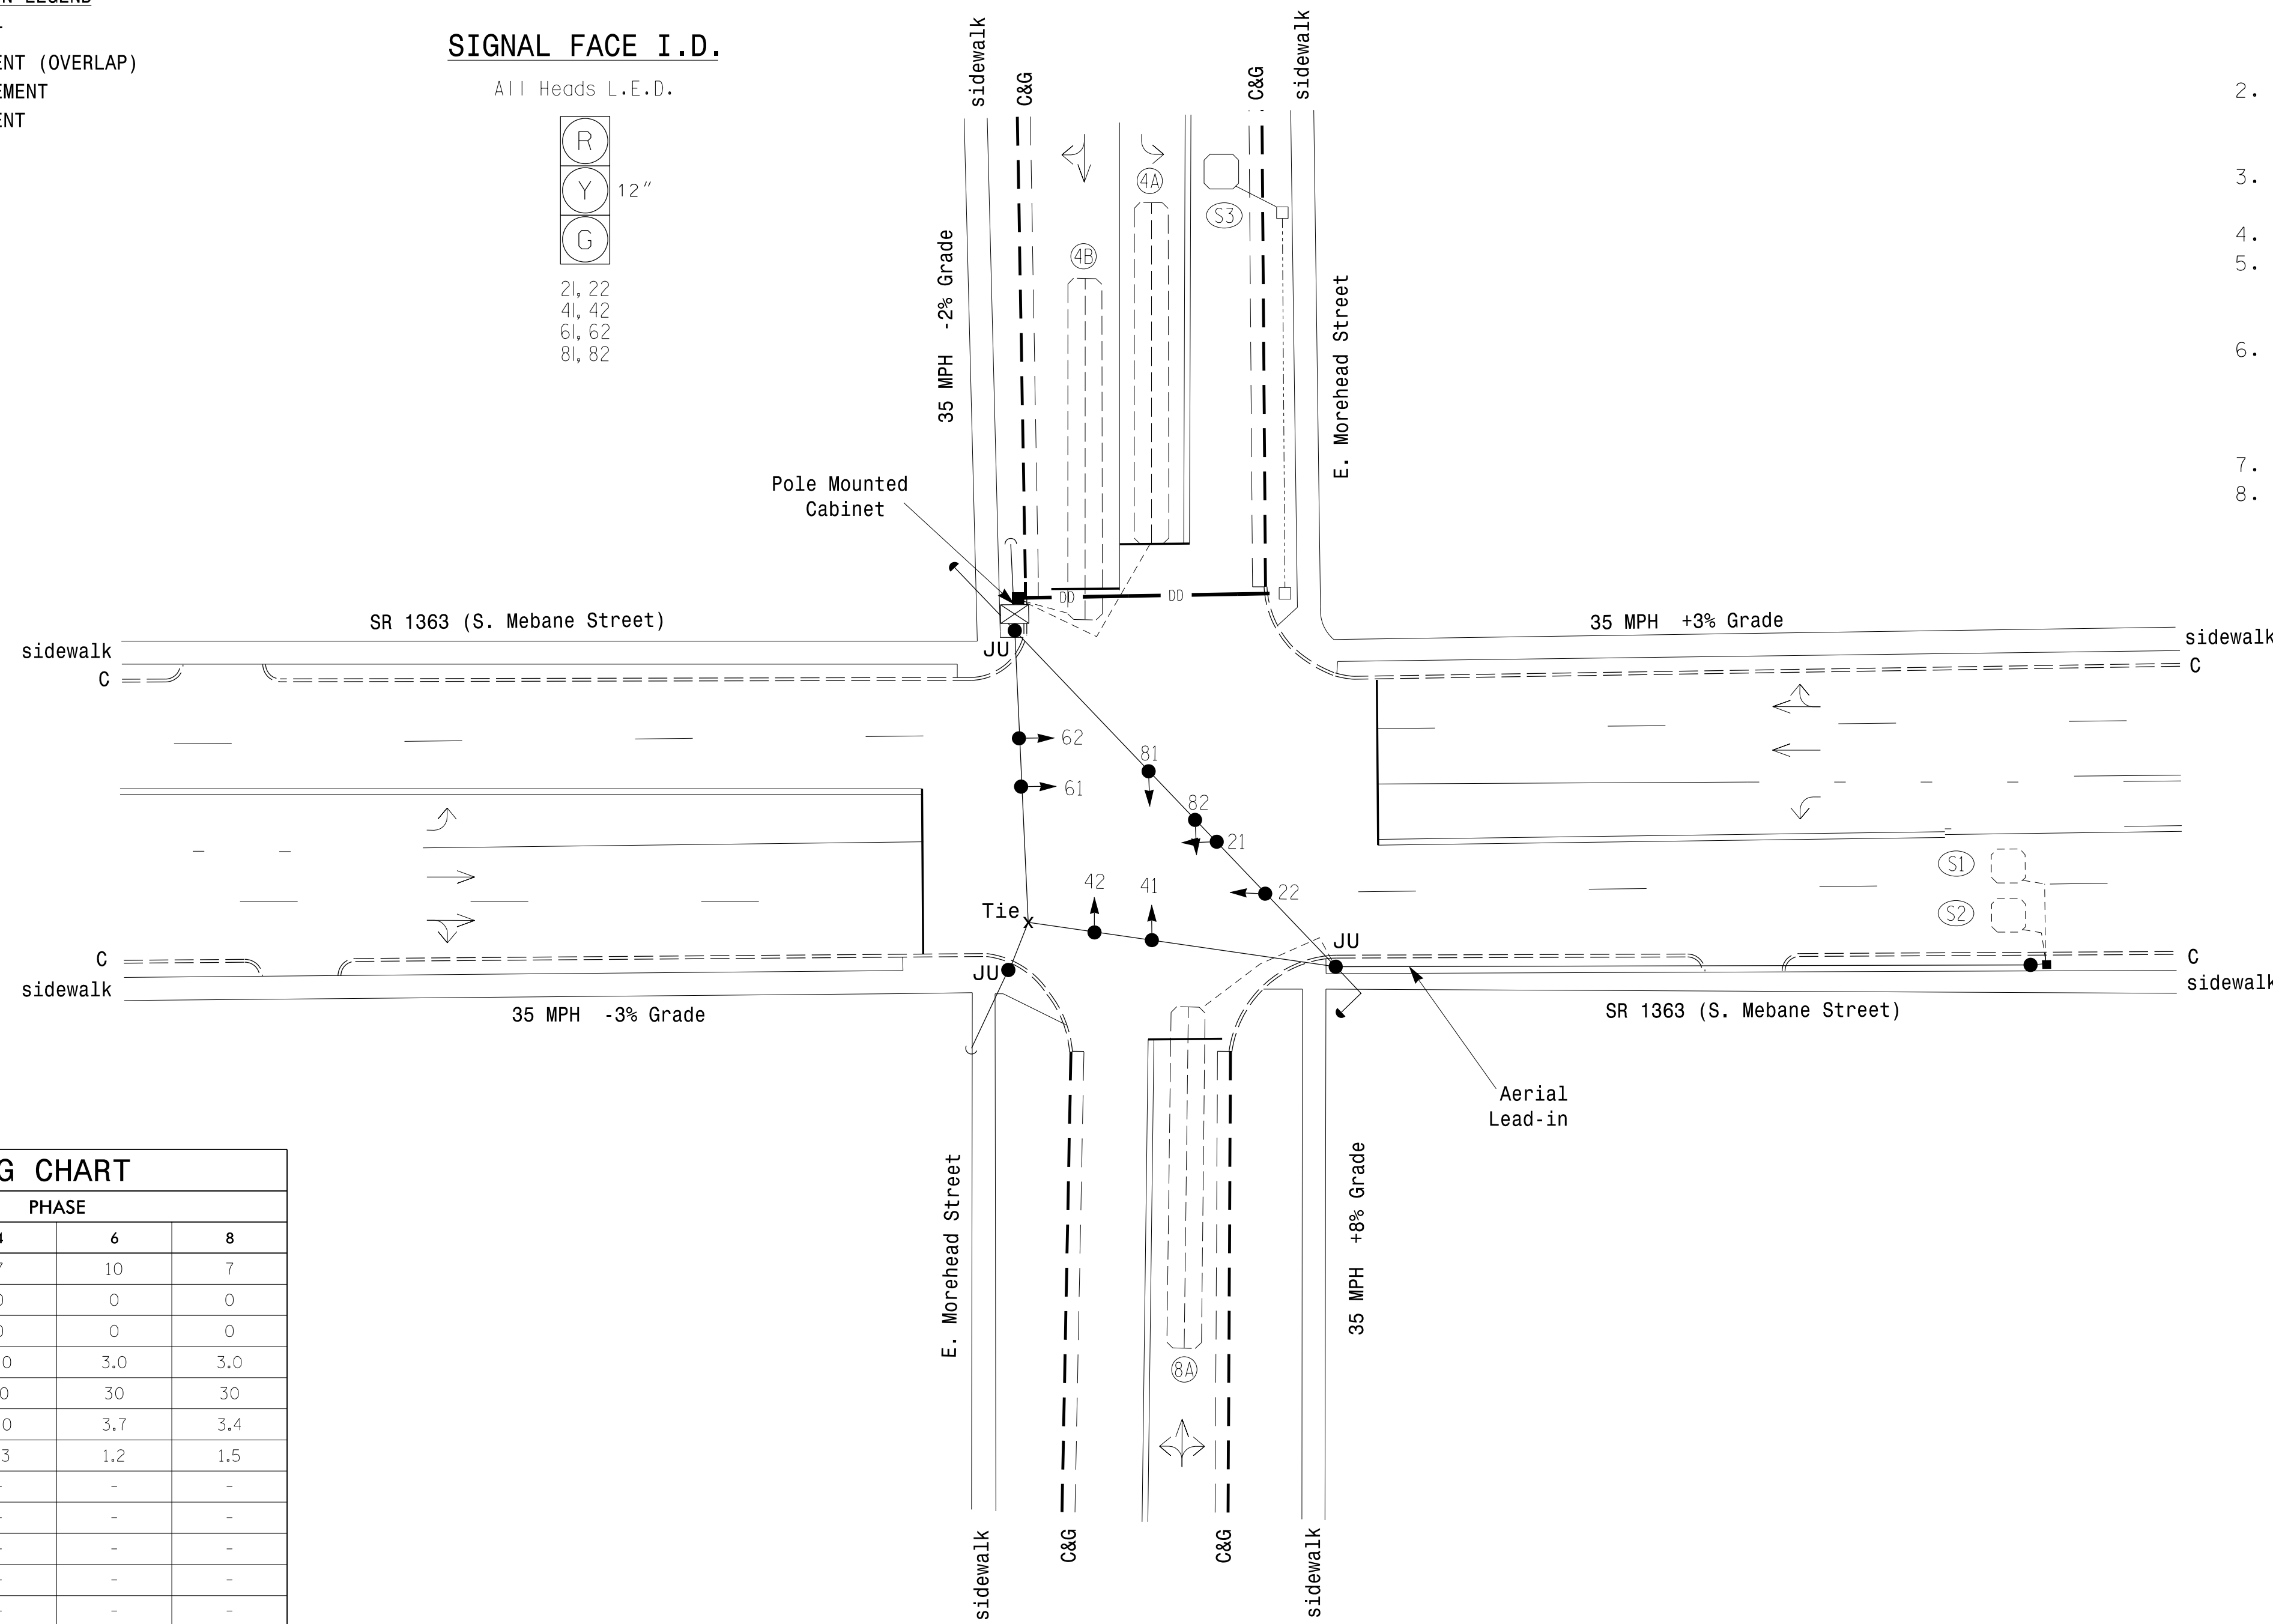 ENT (OVERLAP)
EMENT
ENT
SIGNAL FACE I.D.
All Heads L.E.D.
R
Y
G
12"
21, 22
41, 42
61, 62
81, 82
sidewalk
C&G
C&G
sidewalk
2.
3.
4.
5.
6.
7.
8.
4A
S3
4B
35 MPH -2% Grade
E. Morehead Street
Pole Mounted
Cabinet
DD
DD
SR 1363 (S. Mebane Street)
35 MPH +3% Grade
sidewalk
C
JU
sidewalk
C
62
61
81
82
21
22
42
41
Tie
JU
JU
S1
S2
C
sidewalk
C
sidewalk
35 MPH -3% Grade
SR 1363 (S. Mebane Street)
Aerial
Lead-in
E. Morehead Street
35 MPH +8% Grade
8A
sidewalk
C&G
C&G
sidewalk
G CHART
PHASE
6 8
10 7
0 0
0 0
3.0 3.0
30 30
3.7 3.4
1.2 1.5
- -
- -
- -
- -
- -